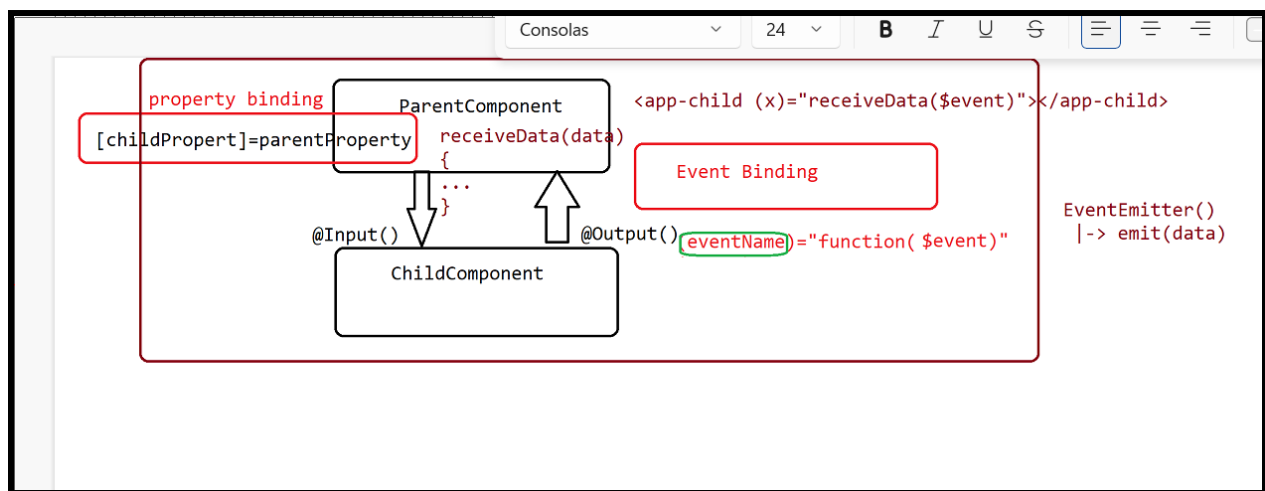 Consolas 24 B I U S
property binding
ParentComponent
<app-child (x)="receiveData($event)"></app-child>
[childPropert]=parentProperty
receiveData(data)
{
...
}
Event Binding
@Input()
@Output()
(eventName)="function( $event)"
EventEmitter()
|-> emit(data)
ChildComponent